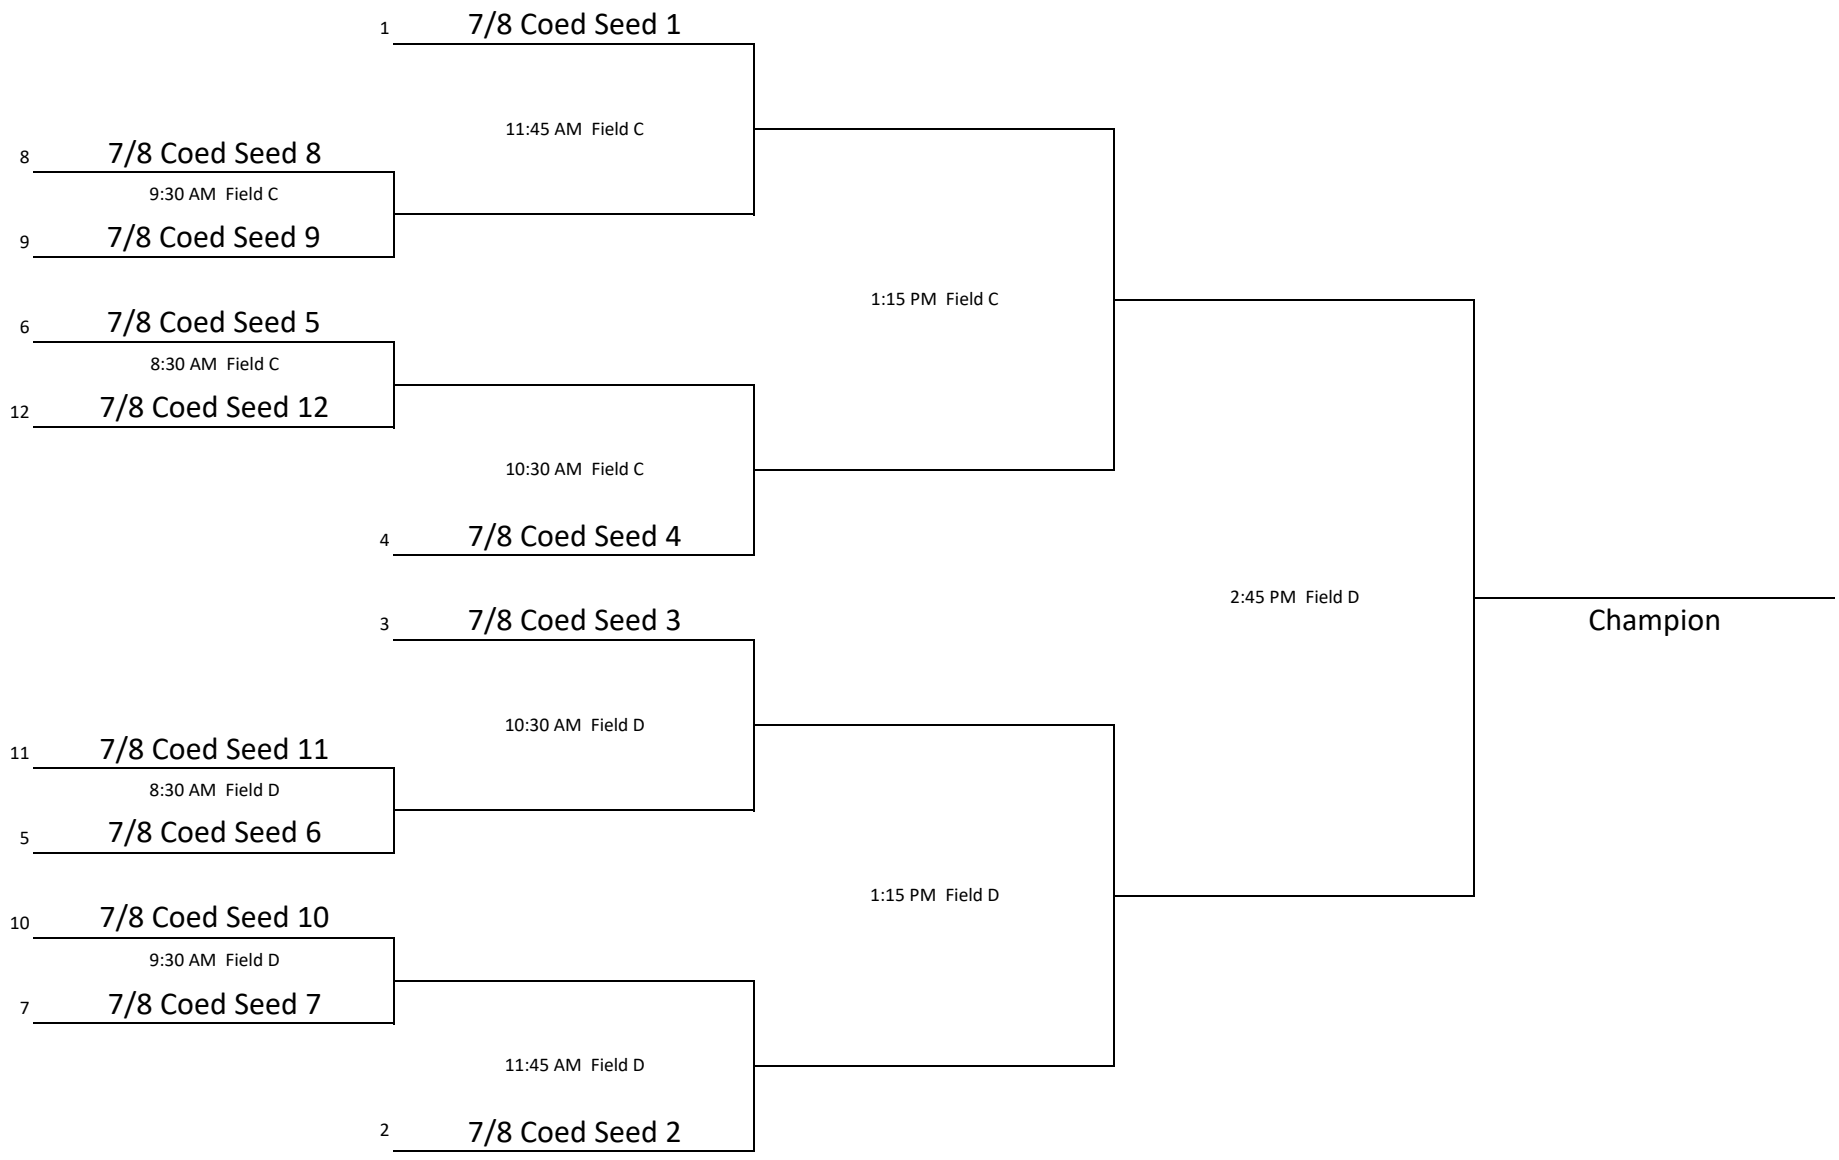 1 7/8 Coed Seed 1
11:45 AM Field C
8 7/8 Coed Seed 8
9:30 AM Field C
9 7/8 Coed Seed 9
1:15 PM Field C
6 7/8 Coed Seed 5
8:30 AM Field C
12 7/8 Coed Seed 12
10:30 AM Field C
4 7/8 Coed Seed 4
2:45 PM Field D
Champion
3 7/8 Coed Seed 3
10:30 AM Field D
11 7/8 Coed Seed 11
8:30 AM Field D
5 7/8 Coed Seed 6
1:15 PM Field D
10 7/8 Coed Seed 10
9:30 AM Field D
7 7/8 Coed Seed 7
11:45 AM Field D
2 7/8 Coed Seed 2